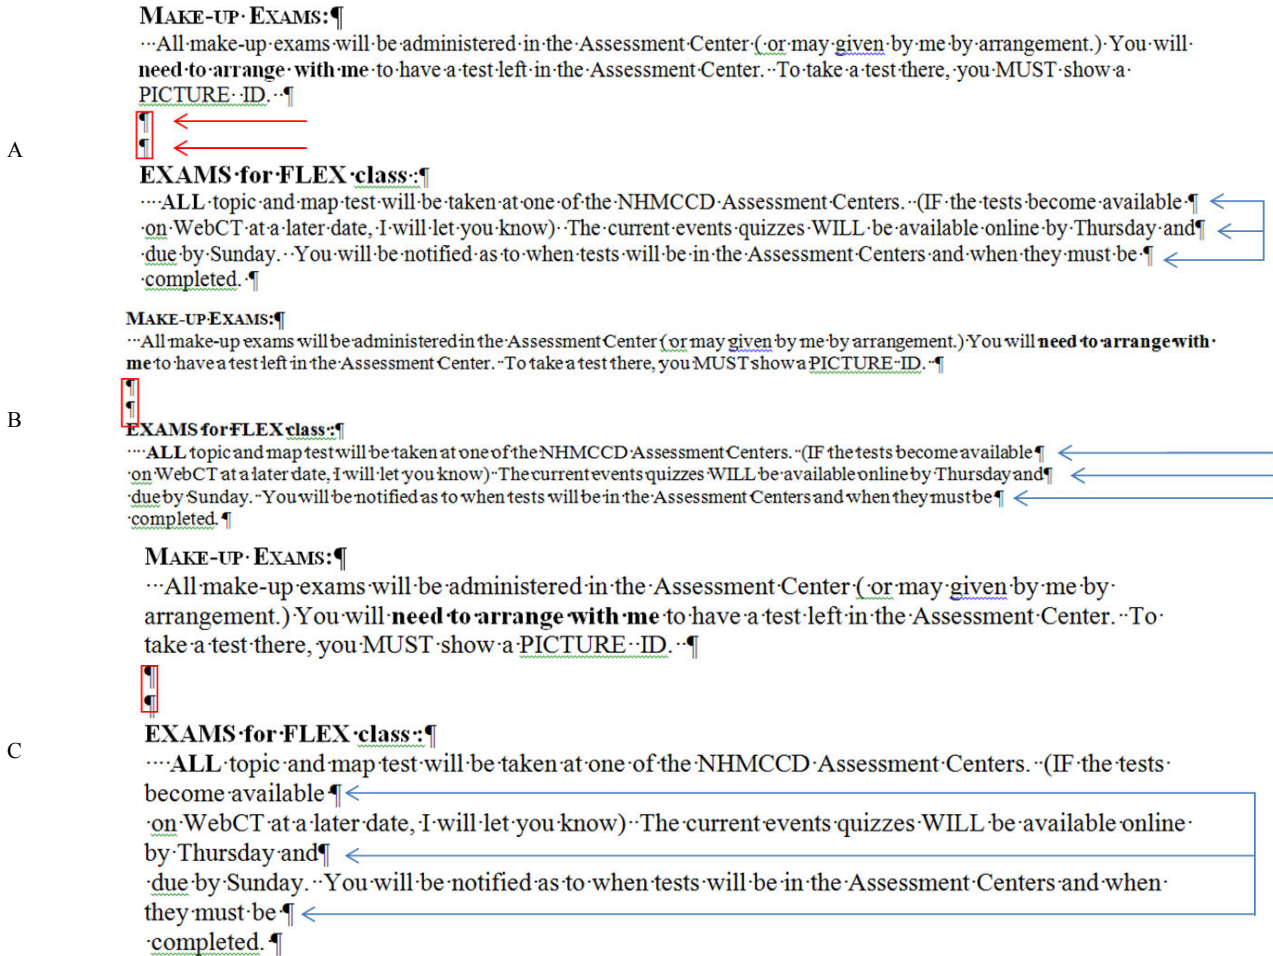 MAKE-UP EXAMS:¶
···All·make-up·exams·will·be·administered·in·the·Assessment·Center·(·or·may·given·by·me·by·arrangement.)·You·will·
need·to·arrange·with·me·to·have·a·test·left·in·the·Assessment·Center.··To·take·a·test·there,·you·MUST·show·a·
PICTURE··ID.··¶
¶
¶
A
EXAMS·for·FLEX·class·:¶
····ALL·topic·and·map·test·will·be·taken·at·one·of·the·NHMCCD·Assessment·Centers.··(IF·the·tests·become·available·¶
·on·WebCT·at·a·later·date,·I·will·let·you·know)··The·current·events·quizzes·WILL·be·available·online·by·Thursday·and¶
·due·by·Sunday.··You·will·be·notified·as·to·when·tests·will·be·in·the·Assessment·Centers·and·when·they·must·be·¶
·completed.·¶
MAKE-UP·EXAMS:¶
···All·make-up·exams·will·be·administered·in·the·Assessment·Center·(·or·may·given·by·me·by·arrangement.)·You·will·need·to·arrange·with·
me·to·have·a·test·left·in·the·Assessment·Center.··To·take·a·test·there,·you·MUST·show·a·PICTURE··ID.··¶
¶
¶
B
EXAMS·for·FLEX·class·:¶
····ALL·topic·and·map·test·will·be·taken·at·one·of·the·NHMCCD·Assessment·Centers.··(IF·the·tests·become·available·¶
·on·WebCT·at·a·later·date,·I·will·let·you·know)··The·current·events·quizzes·WILL·be·available·online·by·Thursday·and¶
·due·by·Sunday.··You·will·be·notified·as·to·when·tests·will·be·in·the·Assessment·Centers·and·when·they·must·be·¶
·completed.·¶
MAKE-UP·EXAMS:¶
···All·make-up·exams·will·be·administered·in·the·Assessment·Center·(·or·may·given·by·me·by·
arrangement.)·You·will·need·to·arrange·with·me·to·have·a·test·left·in·the·Assessment·Center.··To·
take·a·test·there,·you·MUST·show·a·PICTURE··ID.··¶
¶
¶
EXAMS·for·FLEX·class·:¶
C
····ALL·topic·and·map·test·will·be·taken·at·one·of·the·NHMCCD·Assessment·Centers.··(IF·the·tests·
become·available·¶
·on·WebCT·at·a·later·date,·I·will·let·you·know)··The·current·events·quizzes·WILL·be·available·online·
by·Thursday·and¶
·due·by·Sunday.··You·will·be·notified·as·to·when·tests·will·be·in·the·Assessment·Centers·and·when·
they·must·be·¶
·completed.·¶